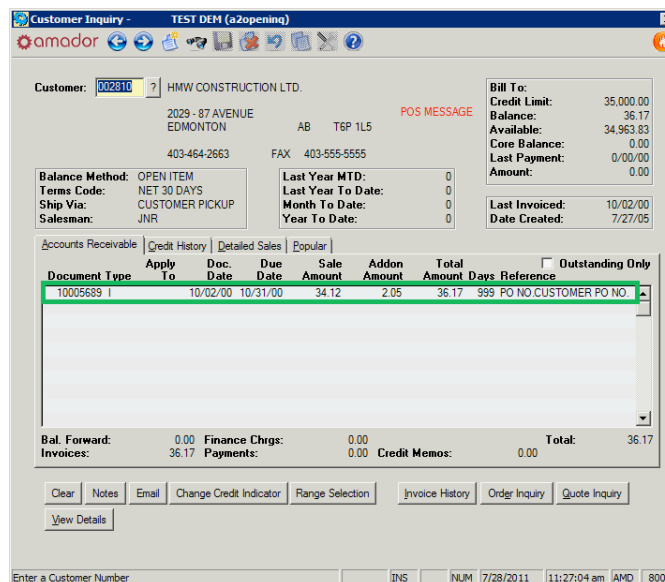 Customer Inquiry - TEST DEM (a2opening)
amador
Customer: 002810 ? HMW CONSTRUCTION LTD.
2029 - 87 AVENUE
POS MESSAGE
EDMONTON AB T6P 1L5
403-464-2663 FAX 403-555-5555
Bill To:
Credit Limit: 35,000.00
Balance: 36.17
Available: 34,963.83
Core Balance: 0.00
Last Payment: 0/00/00
Amount: 0.00
Balance Method: OPEN ITEM
Terms Code: NET 30 DAYS
Ship Via: CUSTOMER PICKUP
Salesman: JNR
Last Year MTD: 0
Last Year To Date: 0
Month To Date: 0
Year To Date: 0
Last Invoiced: 10/02/00
Date Created: 7/27/05
Accounts Receivable Credit History Detailed Sales Popular
Apply Doc. Due Sale Addon Total Outstanding Only
Document Type To Date Date Amount Amount Amount Days Reference
10005689 I 10/02/00 10/31/00 34.12 2.05 36.17 999 PO NO.CUSTOMER PO NO.
Bal. Forward: 0.00 Finance Chrgs: 0.00 Total: 36.17
Invoices: 36.17 Payments: 0.00 Credit Memos: 0.00
Clear Notes Email Change Credit Indicator Range Selection Invoice History Order Inquiry Quote Inquiry
View Details
Enter a Customer Number INS NUM 7/28/2011 11:27:04 am AMD 800